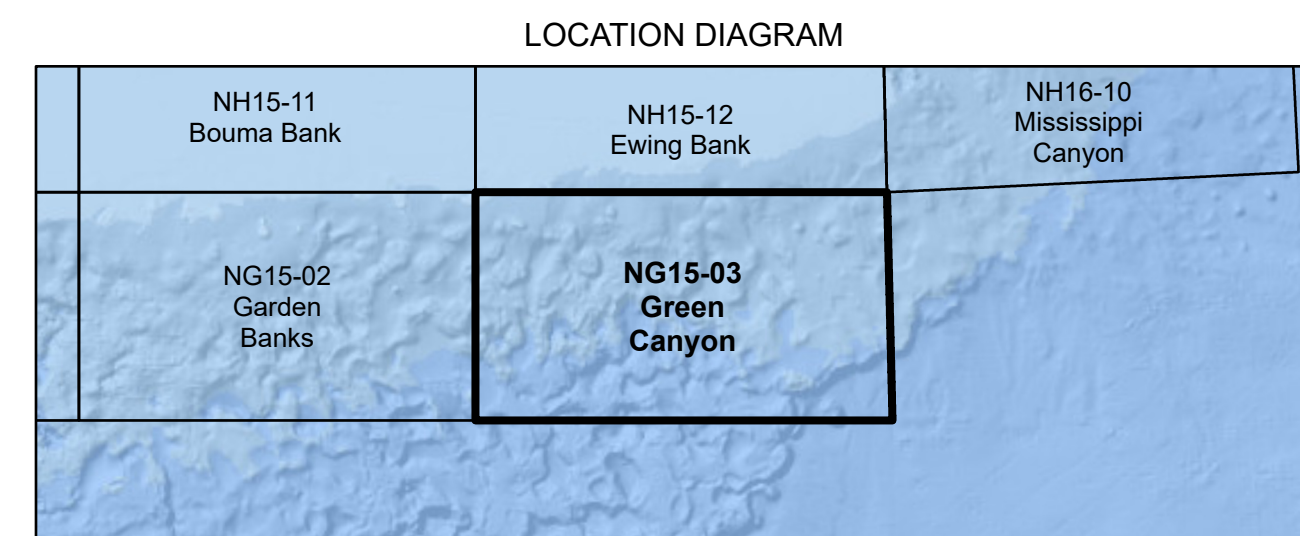 LOCATION DIAGRAM
NH15-11
Bouma Bank
NH15-12
Ewing Bank
NH16-10
Mississippi
Canyon
NG15-02
Garden
Banks
NG15-03
Green
Canyon